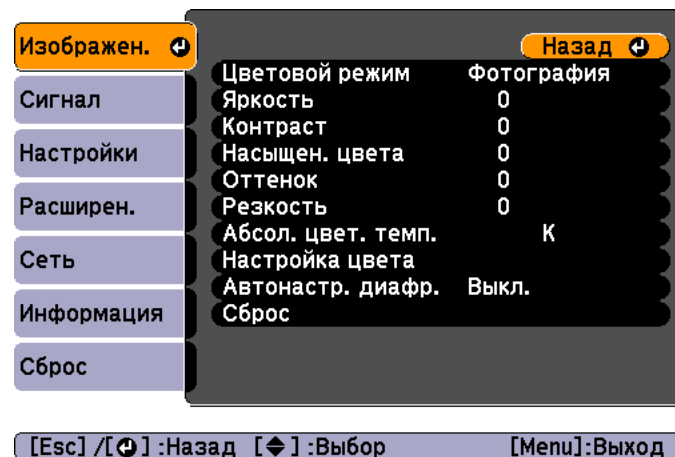 Изображен.
Назад
Цветовой режим Фотография
Сигнал
Яркость 0
Контраст 0
Настройки
Насыщен. цвета 0
Оттенок 0
Расширен.
Резкость 0
Абсол. цвет. темп. К
Сеть
Настройка цвета
Автонастр. диафр. Выкл.
Информация
Сброс
Сброс
[Esc] /[ ] :Назад [ ] :Выбор [Menu]:Выход